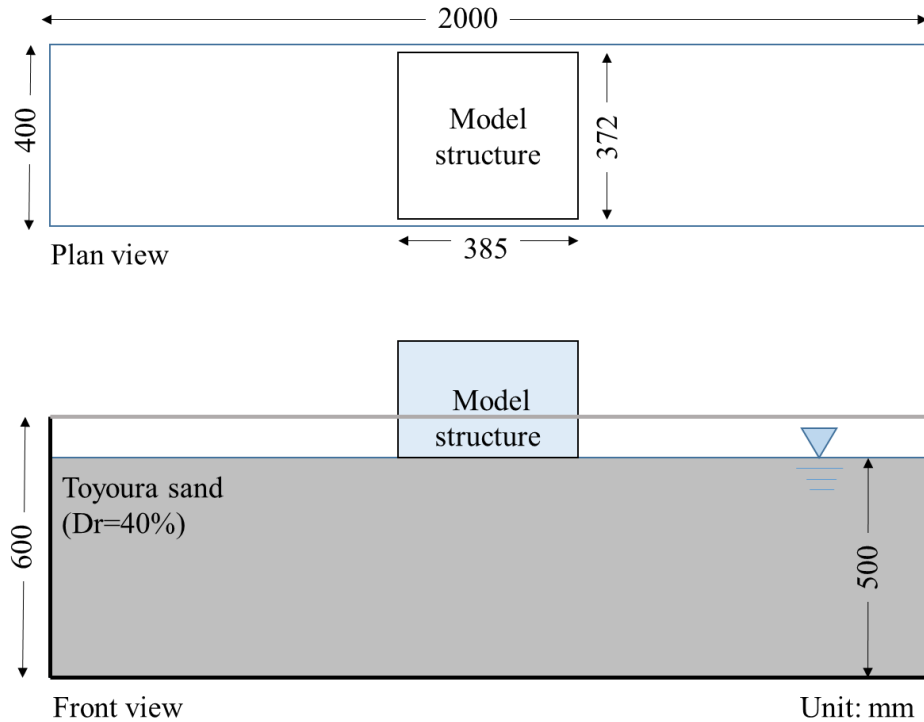 2000
400
Model
structure
372
385
Plan view
Model
structure
Toyoura sand
(Dr=40%)
600
500
Front view
Unit: mm